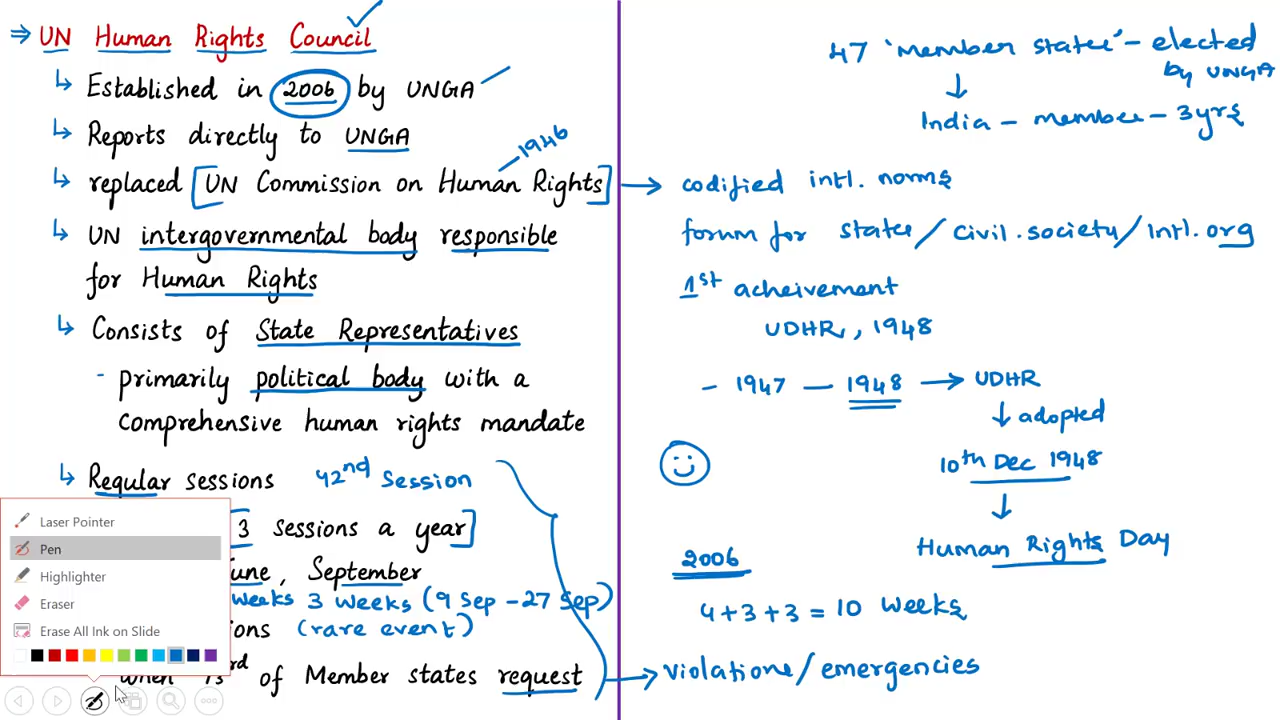 ⇒ UN Human Rights Council
↳ Established in 2006 by UNGA
↳ Reports directly to UNGA
1946
↳ replaced [UN Commission on Human Rights]
↳ UN intergovernmental body responsible
for Human Rights
↳ Consists of State Representatives
- primarily political body with a
comprehensive human rights mandate
↳ Regular sessions 42nd Session
3 sessions a year]
une, September
weeks 3 weeks (9 Sep - 27 Sep)
ions (rare event)
when rd of Member states request
Laser Pointer
Pen
Highlighter
Eraser
Erase All Ink on Slide
47 'member states' - elected
by UNGA
↓
India - member - 3yrs
→ codified intl. norms
forum for states/civil.society/Intl.org
1st acheivement
UDHR, 1948
- 1947 — 1948 → UDHR
↓ adopted
10th Dec 1948
↓
Human Rights Day
2006
4+3+3 = 10 weeks
→ violations/emergencies